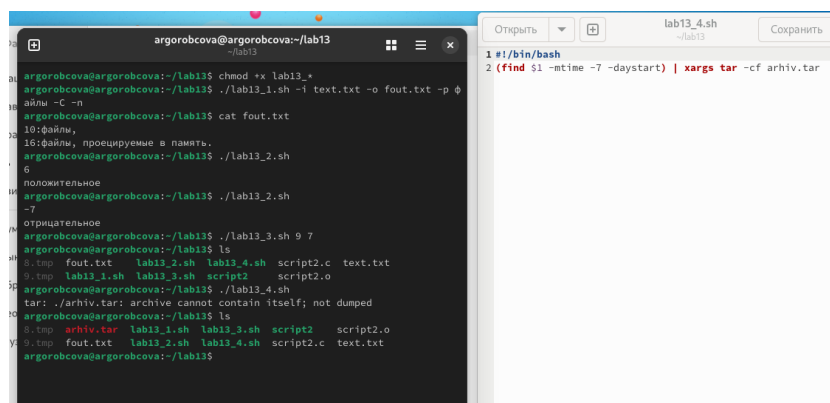 argorobcova@argorobcova:~/lab13
~/lab13
argorobcova@argorobcova:~/lab13$ chmod +x lab13_*
argorobcova@argorobcova:~/lab13$ ./lab13_1.sh -i text.txt -o fout.txt -p ф
айлы -C -n
argorobcova@argorobcova:~/lab13$ cat fout.txt
10:файлы,
16:файлы, проецируемые в память.
argorobcova@argorobcova:~/lab13$ ./lab13_2.sh
6
положительное
argorobcova@argorobcova:~/lab13$ ./lab13_2.sh
-7
отрицательное
argorobcova@argorobcova:~/lab13$ ./lab13_3.sh 9 7
argorobcova@argorobcova:~/lab13$ ls
8.tmp fout.txt lab13_2.sh lab13_4.sh script2.c text.txt
9.tmp lab13_1.sh lab13_3.sh script2 script2.o
argorobcova@argorobcova:~/lab13$ ./lab13_4.sh
tar: ./arhiv.tar: archive cannot contain itself; not dumped
argorobcova@argorobcova:~/lab13$ ls
8.tmp arhiv.tar lab13_1.sh lab13_3.sh script2 script2.o
9.tmp fout.txt lab13_2.sh lab13_4.sh script2.c text.txt
argorobcova@argorobcova:~/lab13$
Открыть lab13_4.sh Сохранить
~/lab13
1 #!/bin/bash
2 (find $1 -mtime -7 -daystart) | xargs tar -cf arhiv.tar